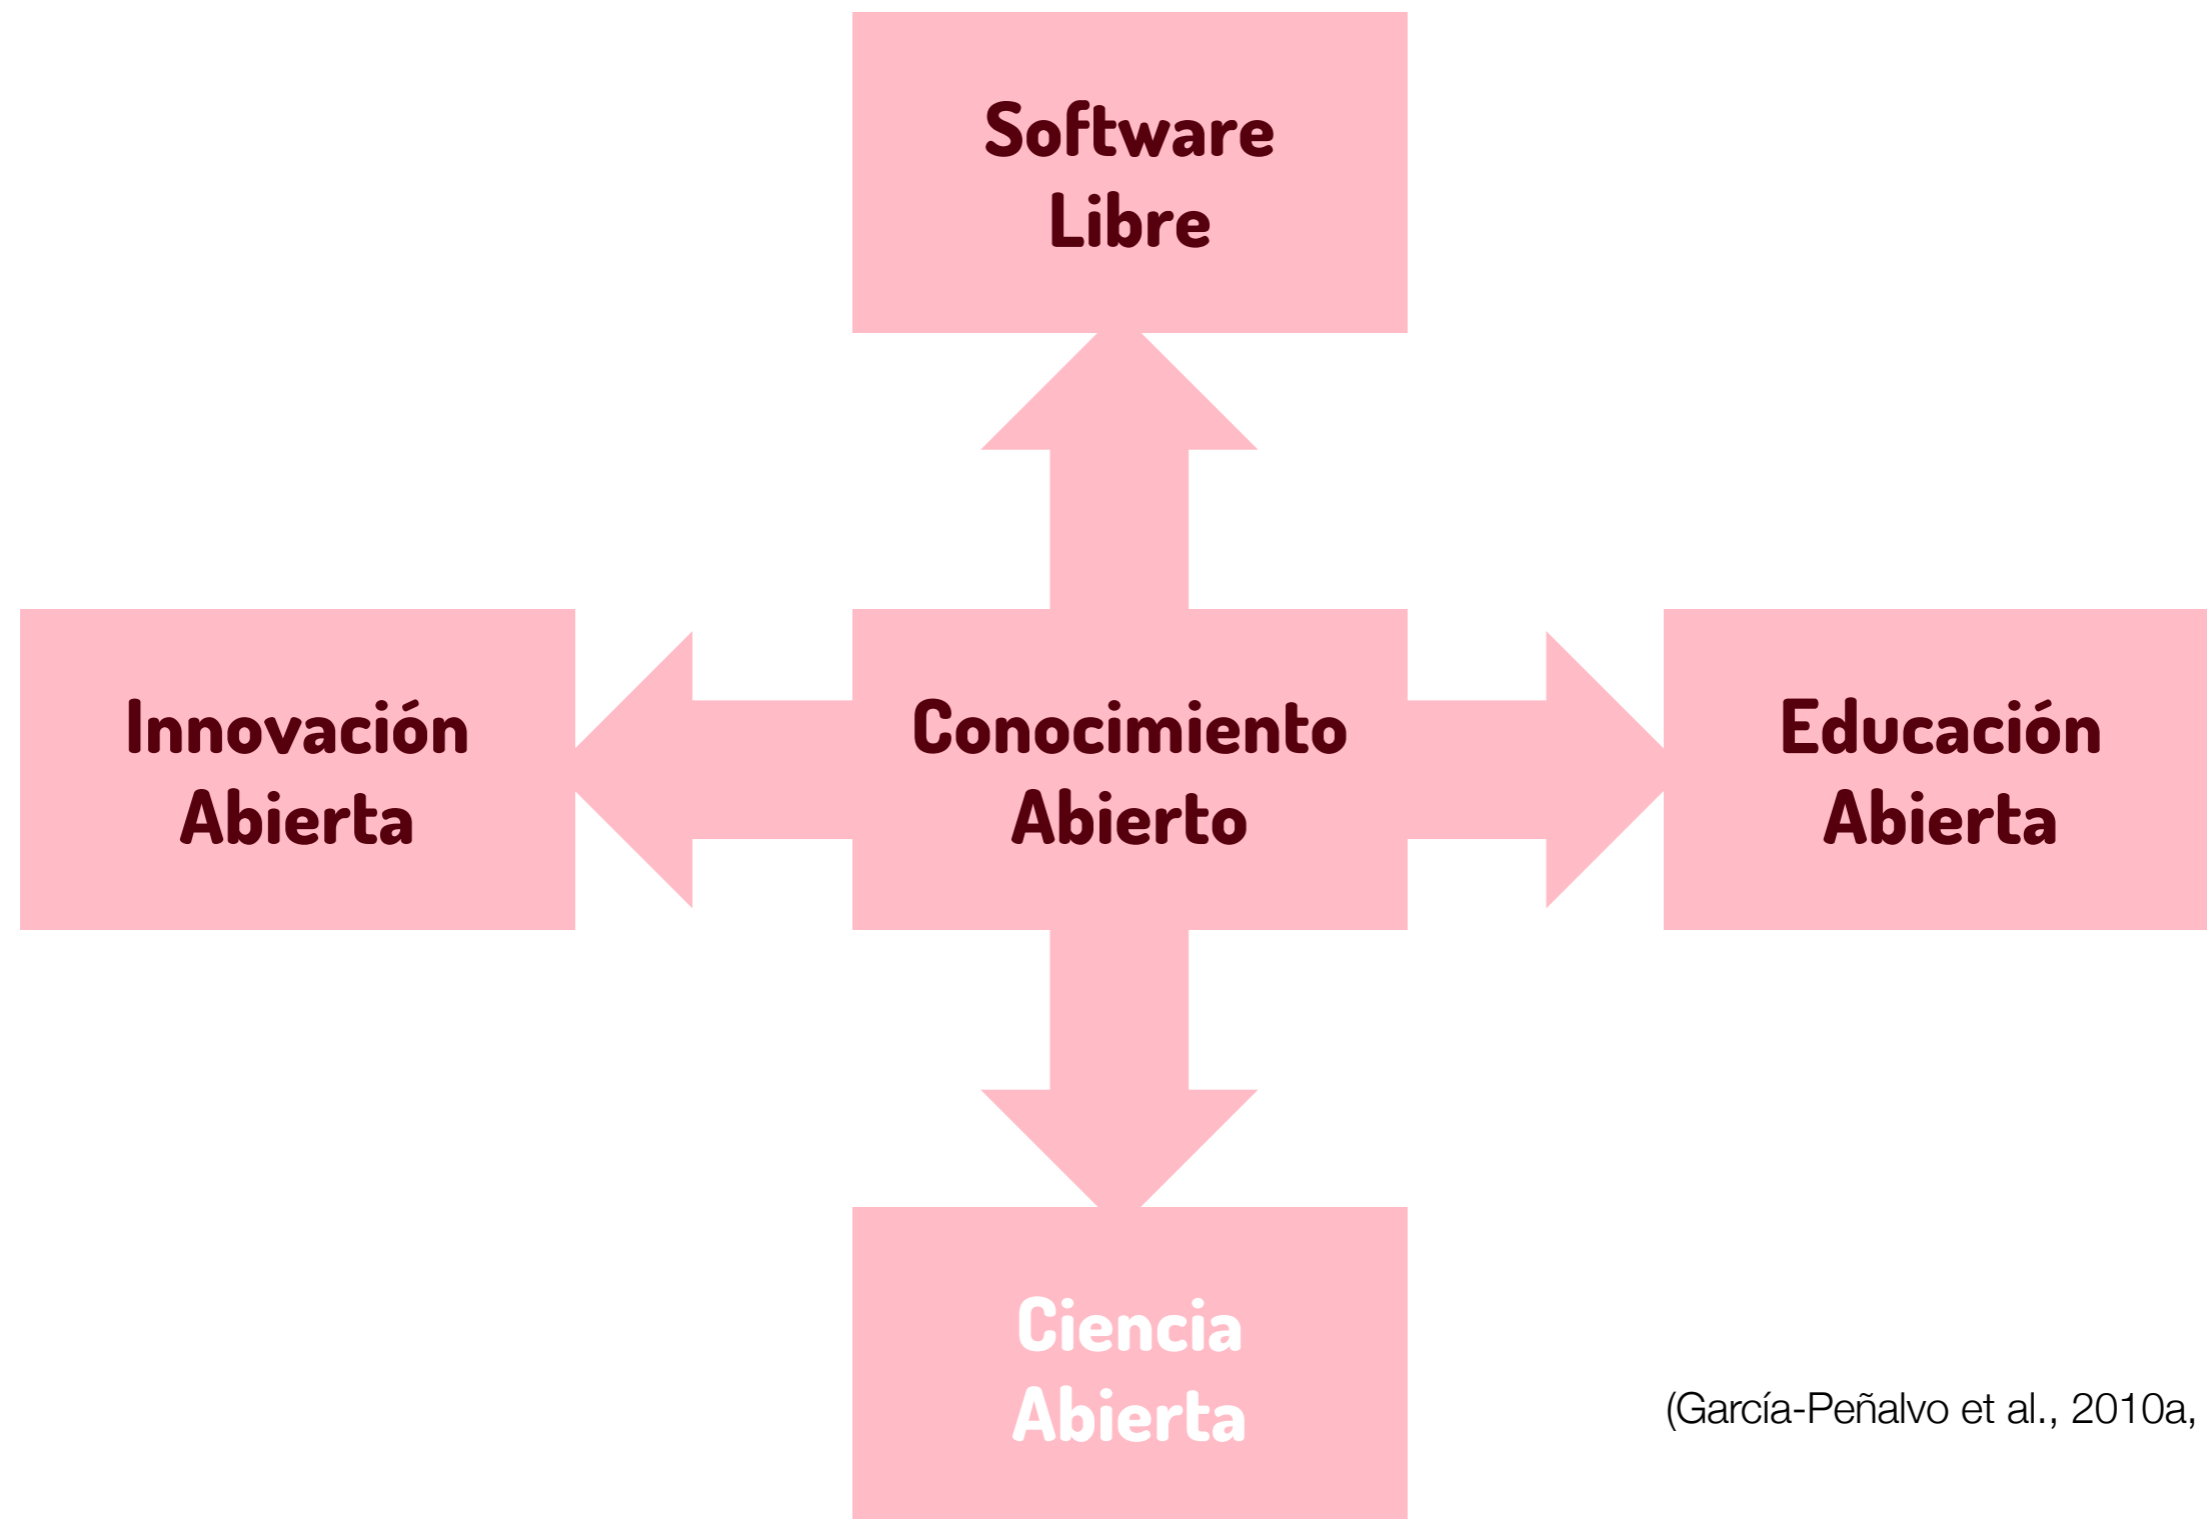 Software
Libre
Innovación
Abierta
Conocimiento
Abierto
Educación
Abierta
Ciencia
Abierta
(García-Peñalvo et al., 2010a,